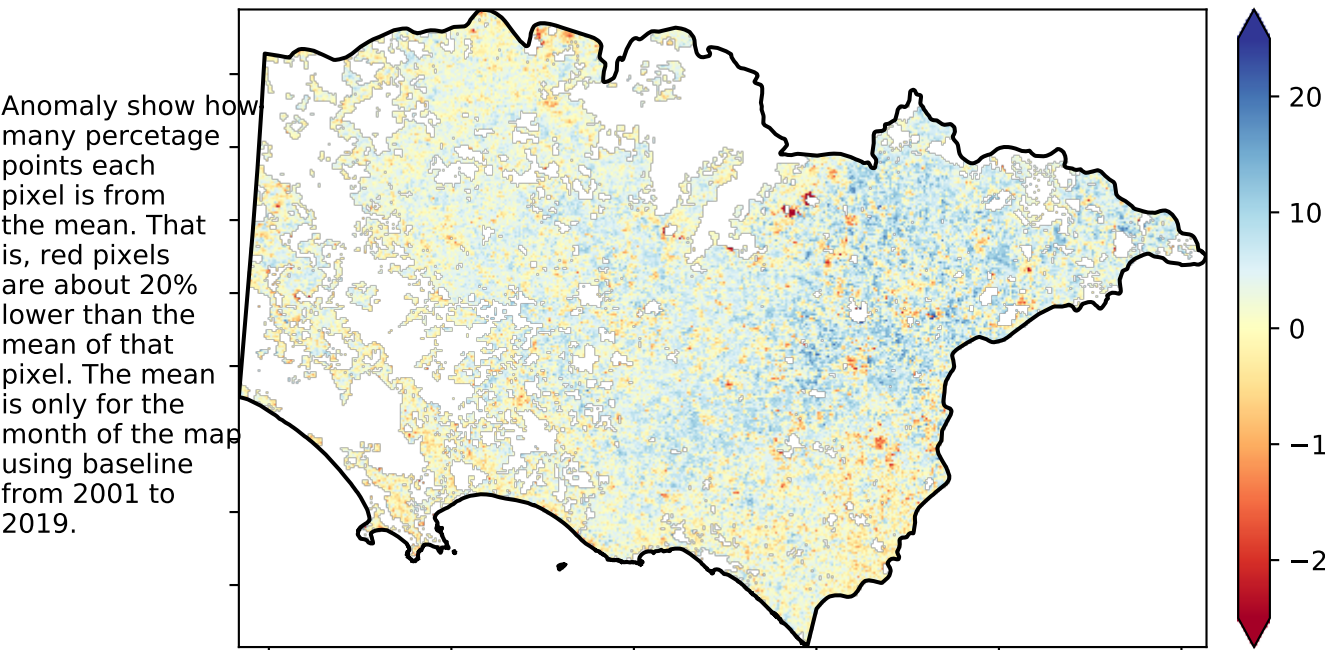 Anomaly show how
many percetage
points each
pixel is from
the mean. That
is, red pixels
are about 20%
lower than the
mean of that
pixel. The mean
is only for the
month of the map
using baseline
from 2001 to
2019.
20
10
0
−1
−2